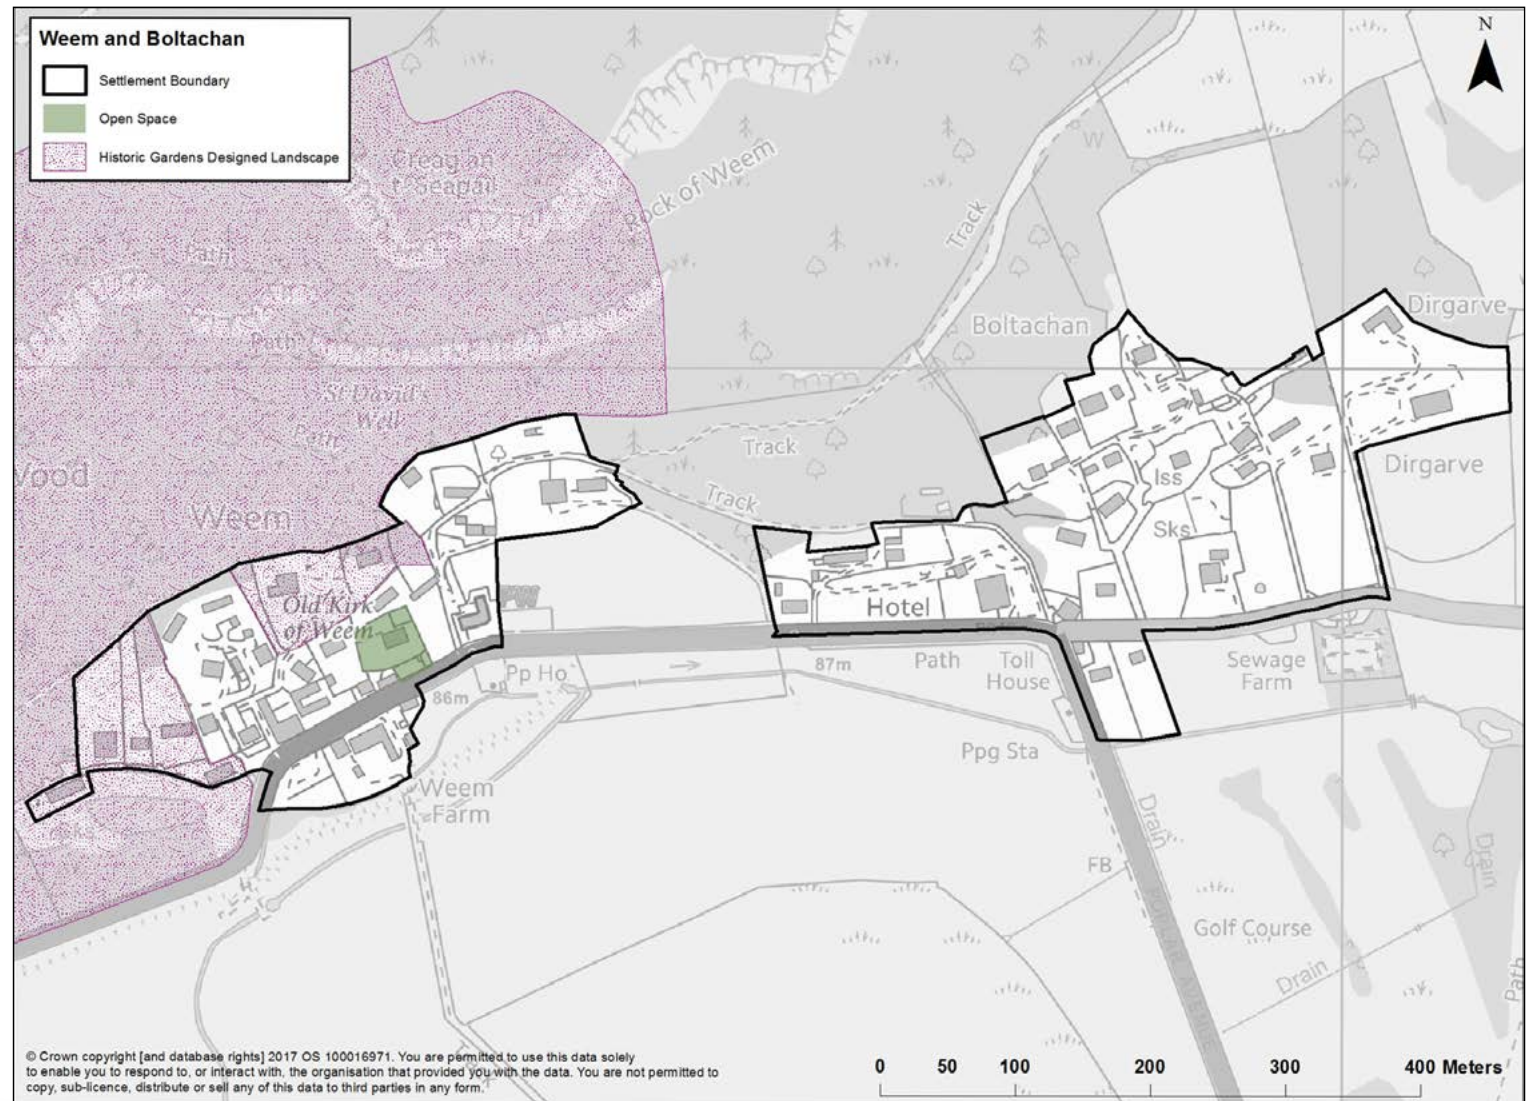 Weem and Boltachan
Settlement Boundary
Open Space
Historic Gardens Designed Landscape
N
Creag an
t-Seapail
Rock of Weem
W
Track
Path
Boltachan
Dirgarve
Path
St David
Well
Path
Track
Wood
Weem
Track
Iss
Dirgarve
Sks
Old Kirk
of Weem
Hotel
Pp Ho
86m
87m
Path
Toll
House
Sewage
Farm
Ppg Sta
Weem
Farm
Drain
Drain
FB
POPLAR AVENUE
Golf Course
Drain
Path
© Crown copyright [and database rights] 2017 OS 100016971. You are permitted to use this data solely
to enable you to respond to, or interact with, the organisation that provided you with the data. You are not permitted to
copy, sub-licence, distribute or sell any of this data to third parties in any form.
0 50 100 200 300 400 Meters